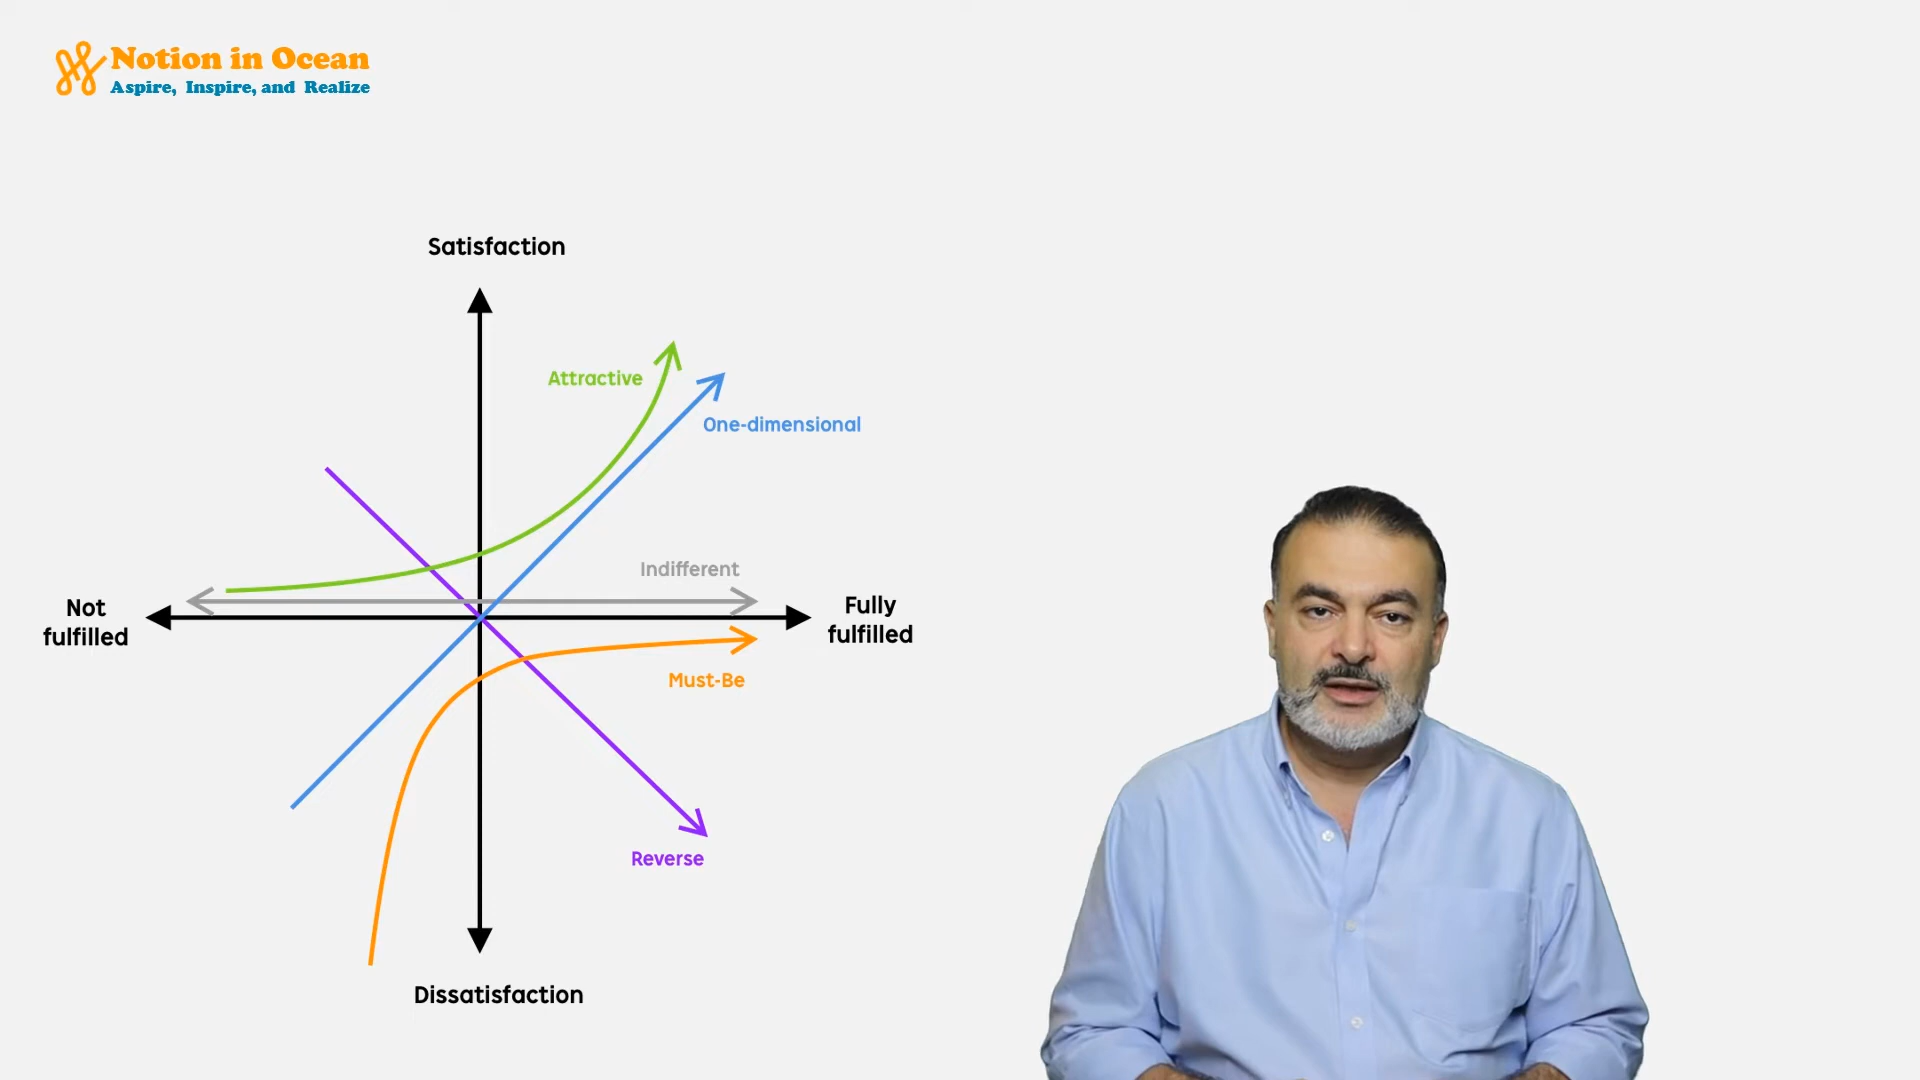 Notion in Ocean
Aspire, Inspire, and Realize
Satisfaction
Attractive
One-dimensional
Indifferent
Not
fulfilled
Fully
fulfilled
Must-Be
Reverse
Dissatisfaction